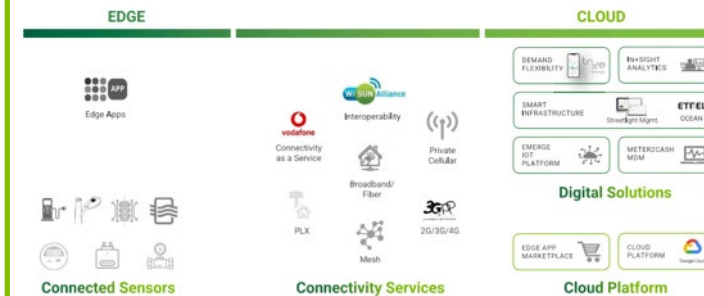 EDGE
CLOUD
APP
Edge Apps
Connected Sensors
Wi SUN Alliance
Interoperability
vodafone
Connectivity
as a Service
Private
Cellular
Broadband/
Fiber
PLX
3GPP
2G/3G/4G
Mesh
Connectivity Services
DEMAND
FLEXIBILITY
true
IN+SIGHT
ANALYTICS
SMART
INFRASTRUCTURE
Streetlight Mgmt.
OCEAN
EMERGE
IOT
PLATFORM
METER2CASH
MDM
Digital Solutions
EDGE APP
MARKETPLACE
CLOUD
PLATFORM
Cloud Platform